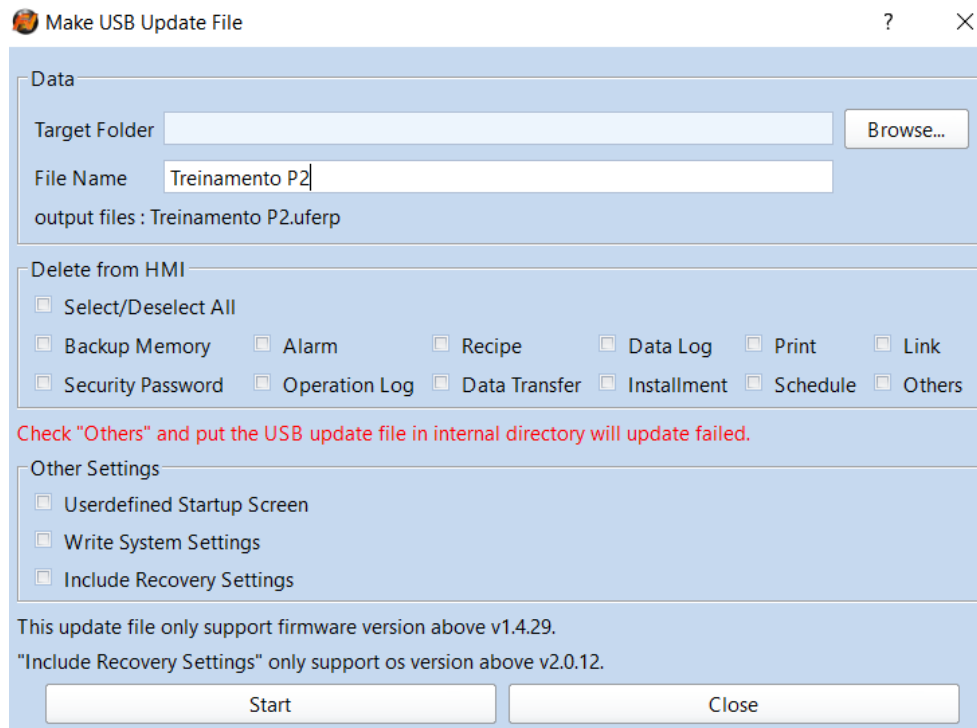 Make USB Update File ?
Data
Target Folder Browse...
File Name Treinamento P2
output files : Treinamento P2.uferp
Delete from HMI
Select/Deselect All
Backup Memory Alarm Recipe Data Log Print Link
Security Password Operation Log Data Transfer Installment Schedule Others
Check "Others" and put the USB update file in internal directory will update failed.
Other Settings
Userdefined Startup Screen
Write System Settings
Include Recovery Settings
This update file only support firmware version above v1.4.29.
"Include Recovery Settings" only support os version above v2.0.12.
Start Close